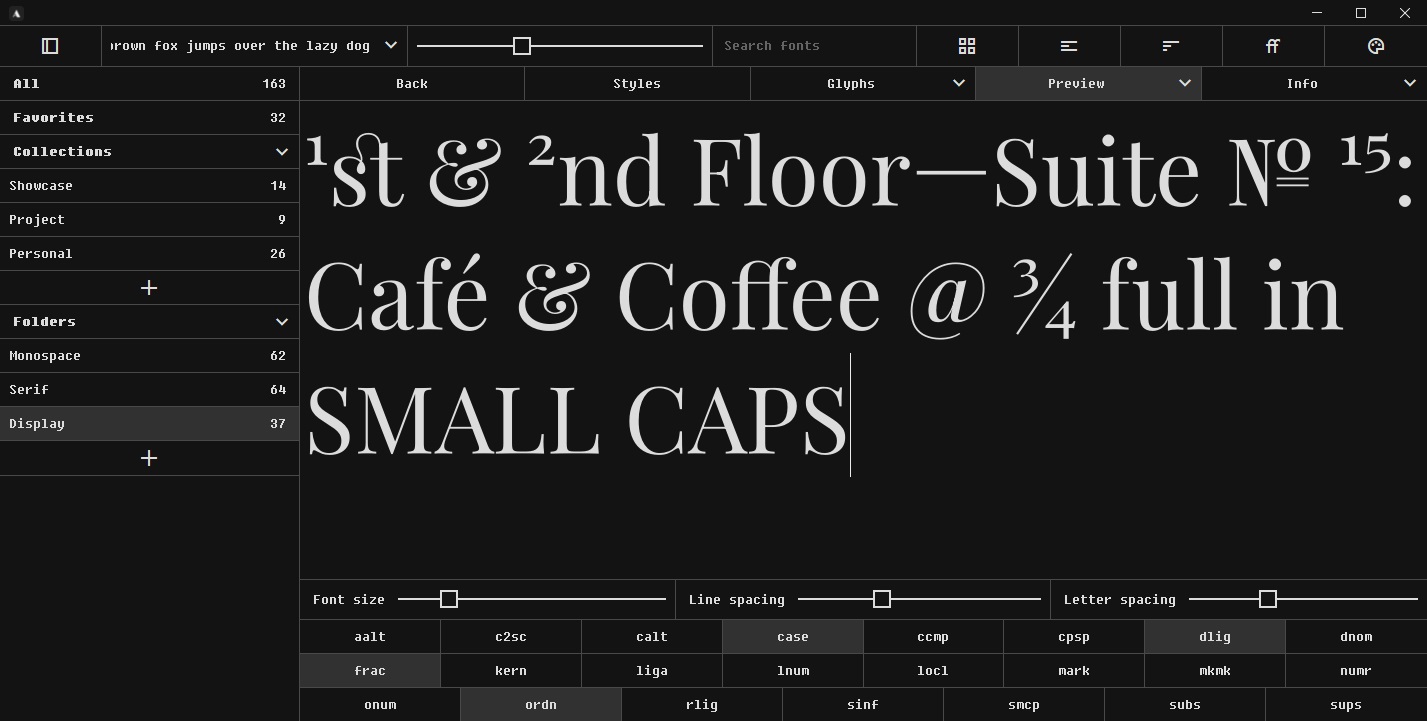 brown fox jumps over the lazy dog
Search fonts
All 163
Favorites 32
Collections
Showcase 14
Project 9
Personal 26
+
Folders
Monospace 62
Serif 64
Display 37
+
Back Styles Glyphs Preview Info
¹st & ²nd Floor—Suite № ¹⁵:
Café & Coffee @ ¾ full in
SMALL CAPS
Font size Line spacing Letter spacing
aalt c2sc calt case ccmp cpsp dlig dnom
frac kern liga lnum locl mark mkmk numr
onum ordn rlig sinf smcp subs sups